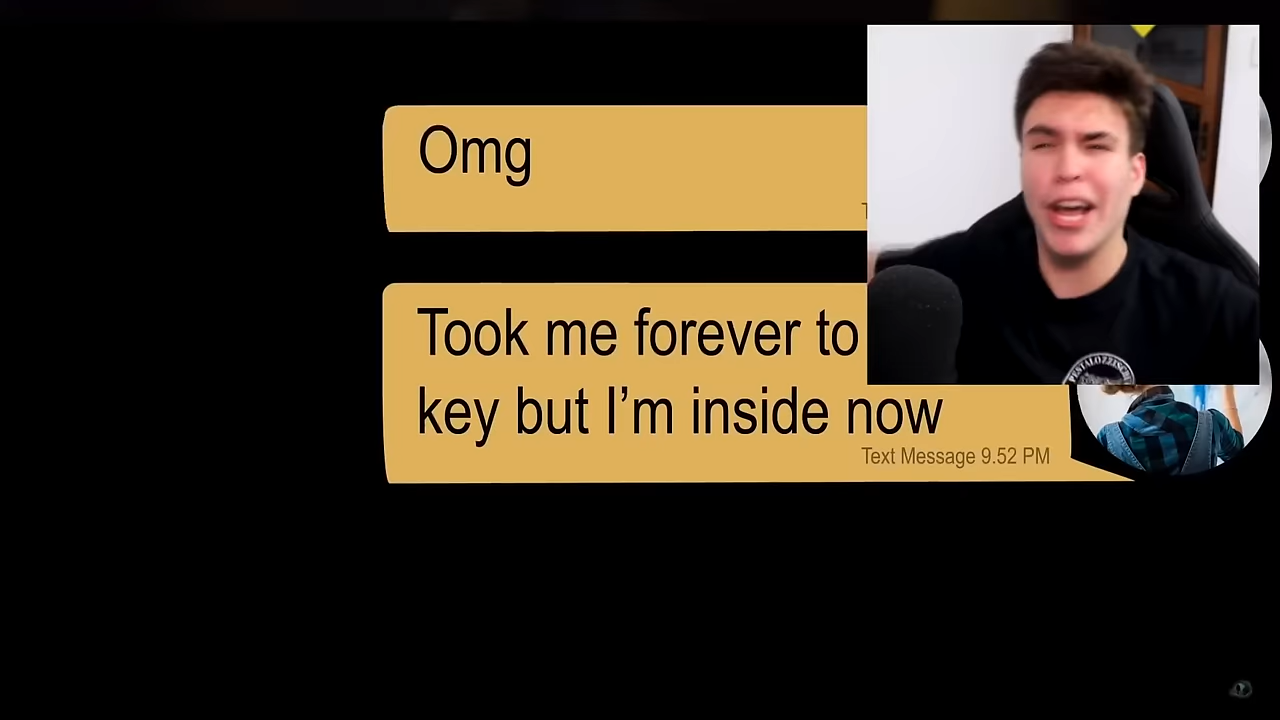 Omg
Took me forever to
key but I’m inside now
Text Message 9.52 PM